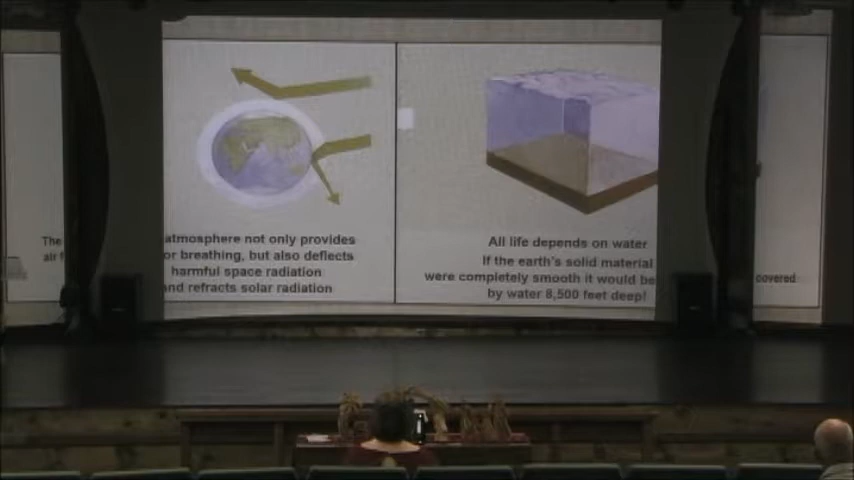 The atmosphere not only provides
air for breathing, but also deflects
harmful space radiation
and refracts solar radiation
All life depends on water
If the earth's solid material
were completely smooth it would be covered
by water 8,500 feet deep!